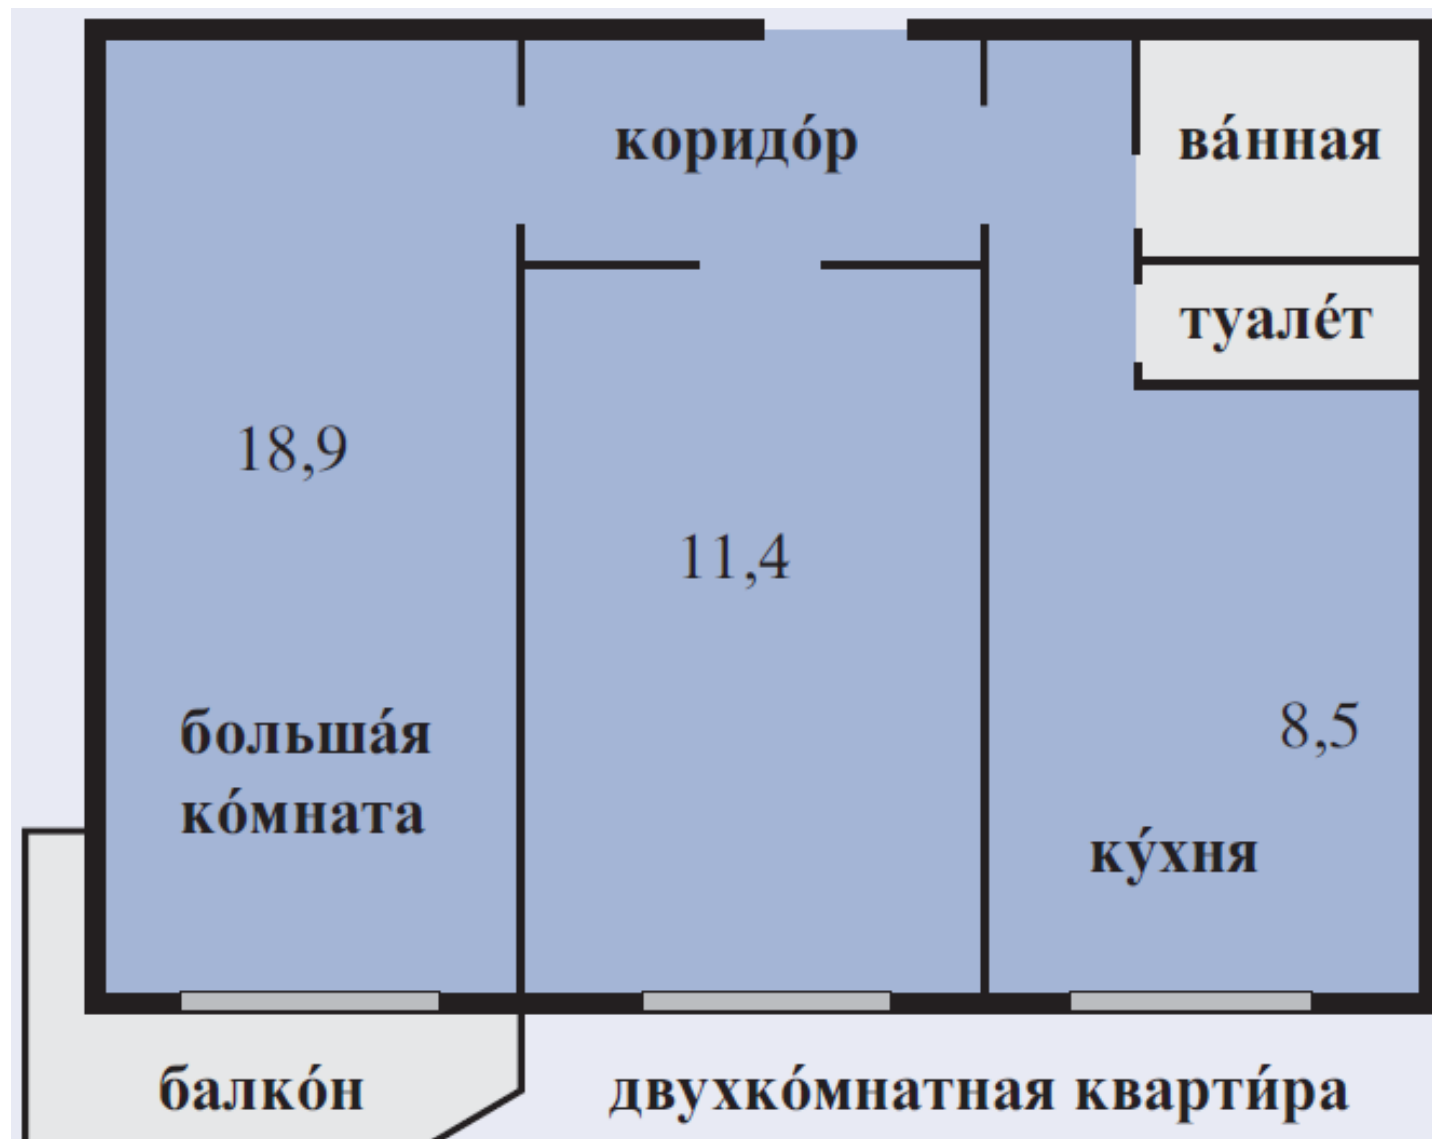 коридо́р
ва́нная
туале́т
18,9
11,4
8,5
больша́я
ко́мната
ку́хня
балко́н
двухко́мнатная кварти́ра